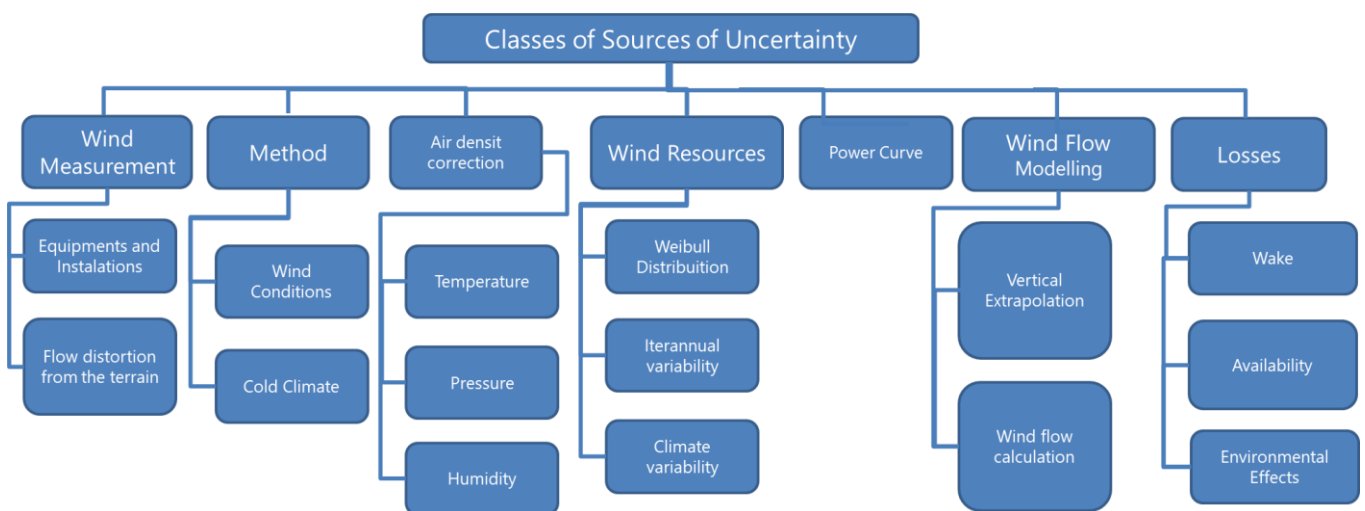 Classes of Sources of Uncertainty
Wind
Measurement
Equipments and
Instalations
Flow distortion
from the terrain
Method
Wind
Conditions
Cold Climate
Air densit
correction
Temperature
Pressure
Humidity
Wind Resources
Weibull
Distribuition
Iterannual
variability
Climate
variability
Power Curve
Wind Flow
Modelling
Vertical
Extrapolation
Wind flow
calculation
Losses
Wake
Availability
Environmental
Effects